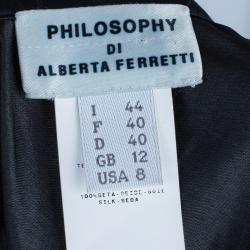 PHILOSOPHY
DI
ALBERTA FERRETTI
I 44
F 40
D 40
GB 12
USA 8
100%SETA-SEIDE-SOIE
SILK-SEDA